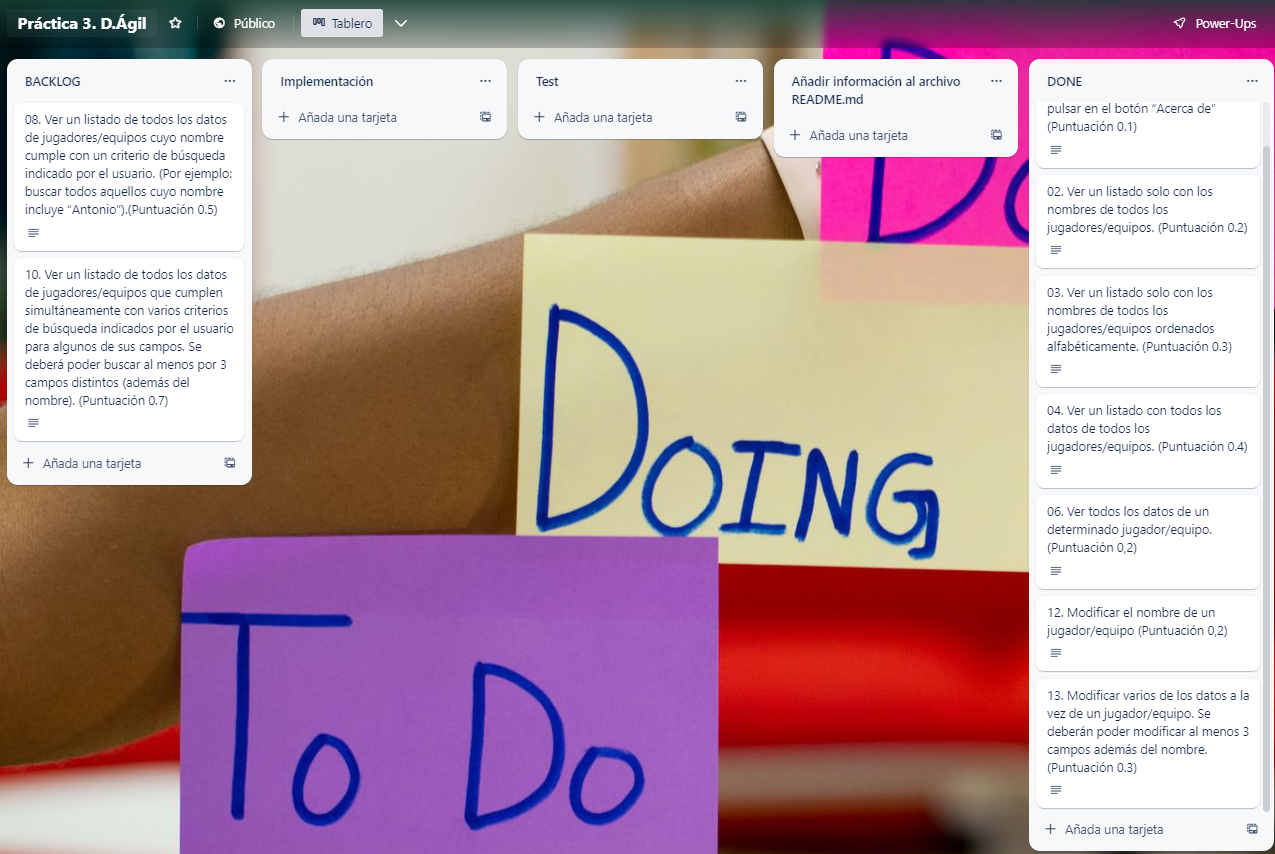 Práctica 3. D.Ágil
Público
Tablero
Power-Ups
BACKLOG
08. Ver un listado de todos los datos
de jugadores/equipos cuyo nombre
cumple con un criterio de búsqueda
indicado por el usuario. (Por ejemplo:
buscar todos aquellos cuyo nombre
incluye “Antonio”).(Puntuación 0.5)
10. Ver un listado de todos los datos
de jugadores/equipos que cumplen
simultáneamente con varios criterios
de búsqueda indicados por el usuario
para algunos de sus campos. Se
deberá poder buscar al menos por 3
campos distintos (además del
nombre). (Puntuación 0.7)
Añada una tarjeta
Implementación
Añada una tarjeta
Test
Añada una tarjeta
Añadir información al archivo
README.md
Añada una tarjeta
DONE
pulsar en el botón “Acerca de”
(Puntuación 0.1)
02. Ver un listado solo con los
nombres de todos los
jugadores/equipos. (Puntuación 0.2)
03. Ver un listado solo con los
nombres de todos los
jugadores/equipos ordenados
alfabéticamente. (Puntuación 0.3)
04. Ver un listado con todos los
datos de todos los
jugadores/equipos. (Puntuación 0.4)
06. Ver todos los datos de un
determinado jugador/equipo.
(Puntuación 0,2)
12. Modificar el nombre de un
jugador/equipo (Puntuación 0,2)
13. Modificar varios de los datos a la
vez de un jugador/equipo. Se
deberán poder modificar al menos 3
campos además del nombre.
(Puntuación 0.3)
Añada una tarjeta
Do
DOING
To Do